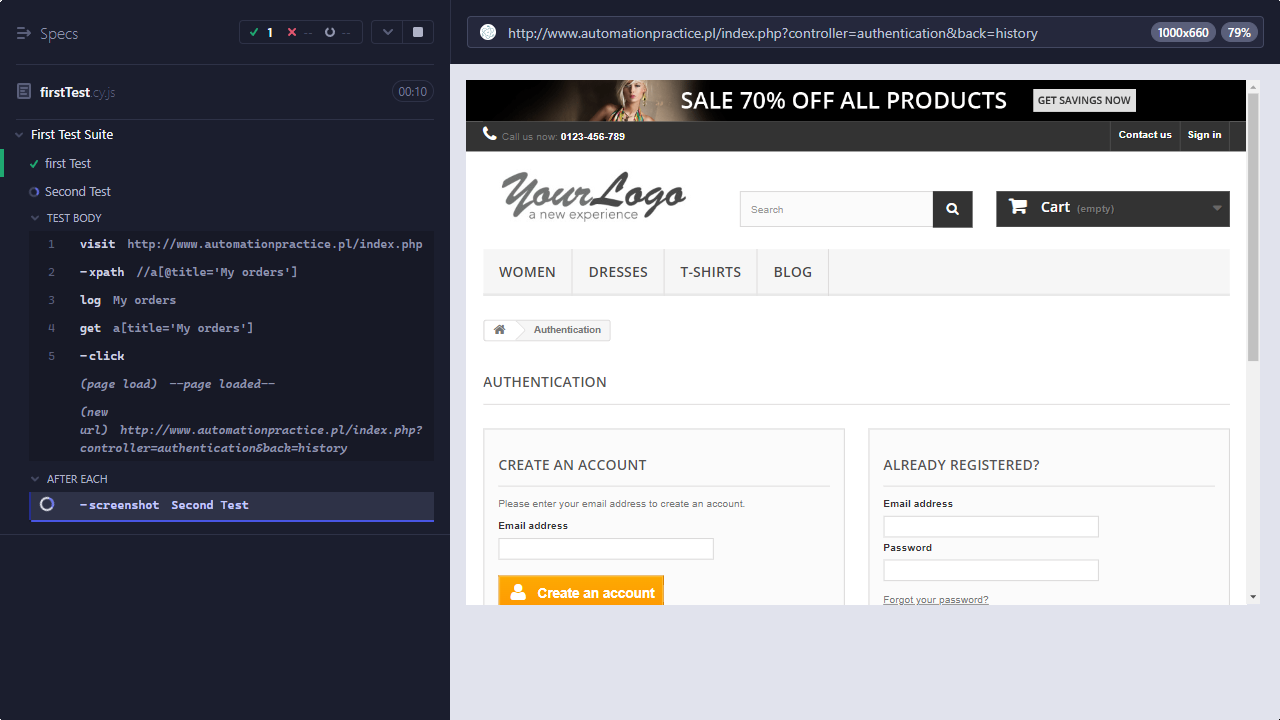 Specs
1
--
--
firstTest.cy.js
00:10
First Test Suite
first Test
Second Test
TEST BODY
1 visit http://www.automationpractice.pl/index.php
2 -xpath //a[@title='My orders']
3 log My orders
4 get a[title='My orders']
5 -click
(page load) --page loaded--
(new
url) http://www.automationpractice.pl/index.php?
controller=authentication&back=history
AFTER EACH
-screenshot Second Test
http://www.automationpractice.pl/index.php?controller=authentication&back=history
1000x660
79%
SALE 70% OFF ALL PRODUCTS
GET SAVINGS NOW
Call us now: 0123-456-789
Contact us
Sign in
Your Logo
a new experience
Search
Cart (empty)
WOMEN
DRESSES
T-SHIRTS
BLOG
Authentication
AUTHENTICATION
CREATE AN ACCOUNT
Please enter your email address to create an account.
Email address
Create an account
ALREADY REGISTERED?
Email address
Password
Forgot your password?